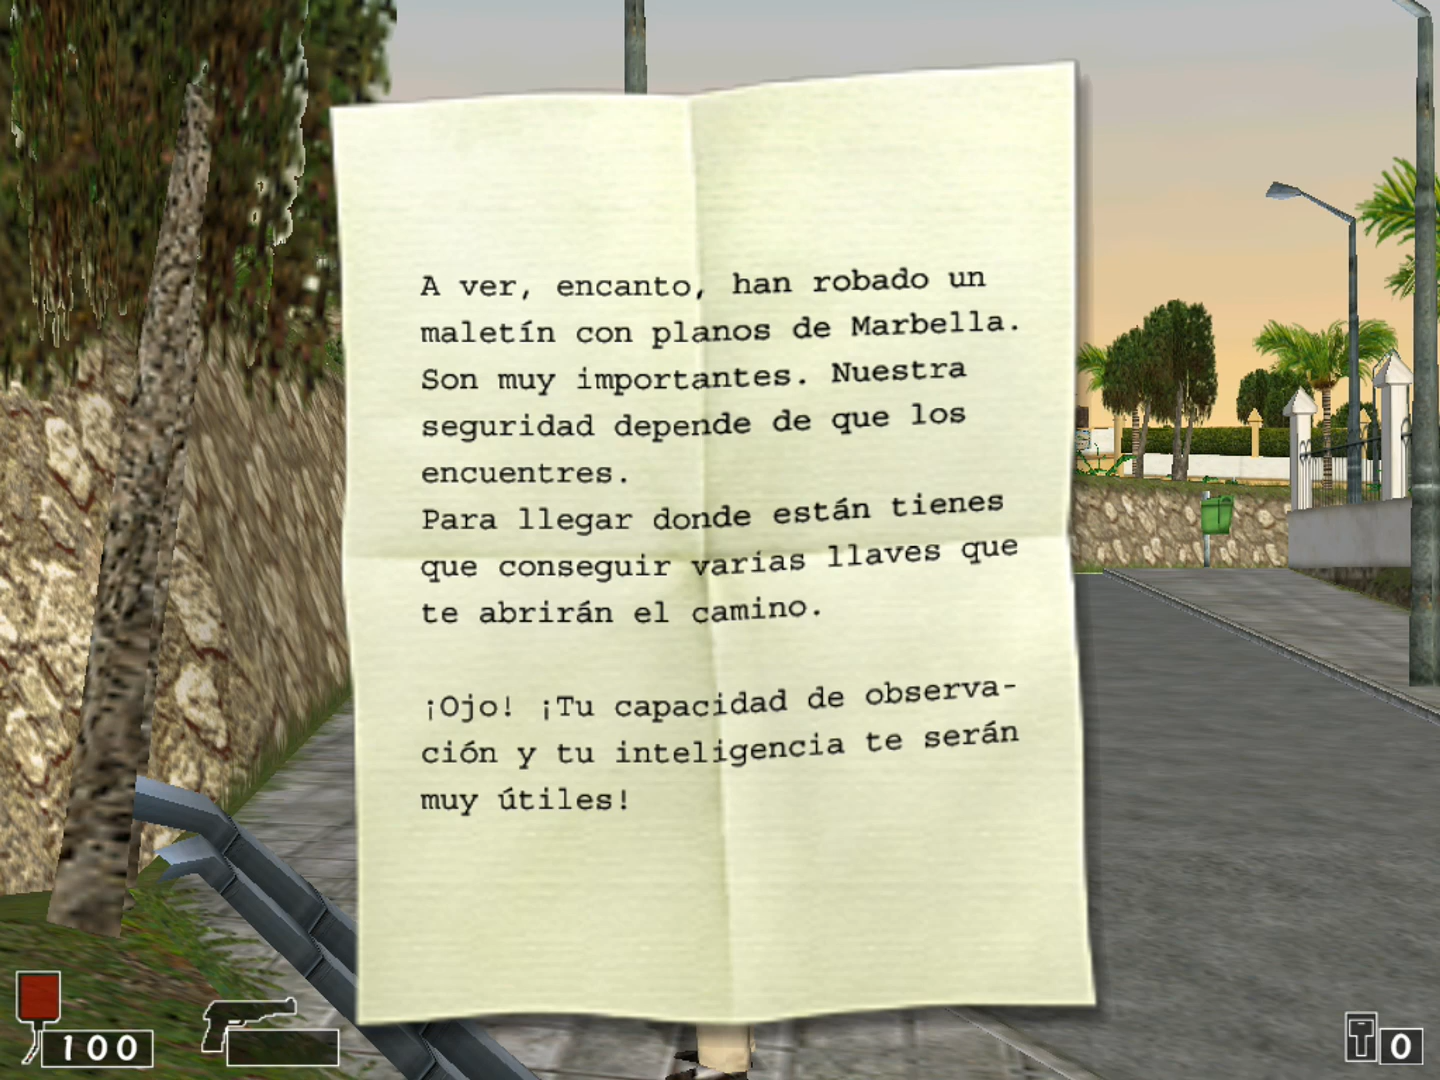 A ver, encanto, han robado un
maletín con planos de Marbella.
Son muy importantes. Nuestra
seguridad depende de que los
encuentres.
Para llegar donde están tienes
que conseguir varias llaves que
te abrirán el camino.
¡Ojo! ¡Tu capacidad de observa-
ción y tu inteligencia te serán
muy útiles!
100
0